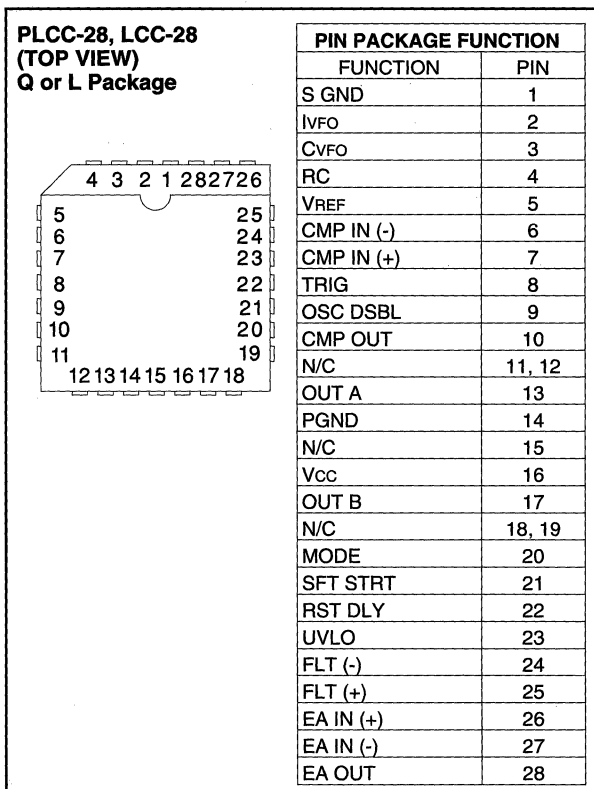 PLCC-28, LCC-28
(TOP VIEW)
Q or L Package
4 3 2 1 28 27 26
5 25
6 24
7 23
8 22
9 21
10 20
11 19
12 13 14 15 16 17 18
PIN PACKAGE FUNCTION
FUNCTION PIN
S GND 1
IVFO 2
CVFO 3
RC 4
VREF 5
CMP IN (-) 6
CMP IN (+) 7
TRIG 8
OSC DSBL 9
CMP OUT 10
N/C 11, 12
OUT A 13
PGND 14
N/C 15
VCC 16
OUT B 17
N/C 18, 19
MODE 20
SFT STRT 21
RST DLY 22
UVLO 23
FLT (-) 24
FLT (+) 25
EA IN (+) 26
EA IN (-) 27
EA OUT 28